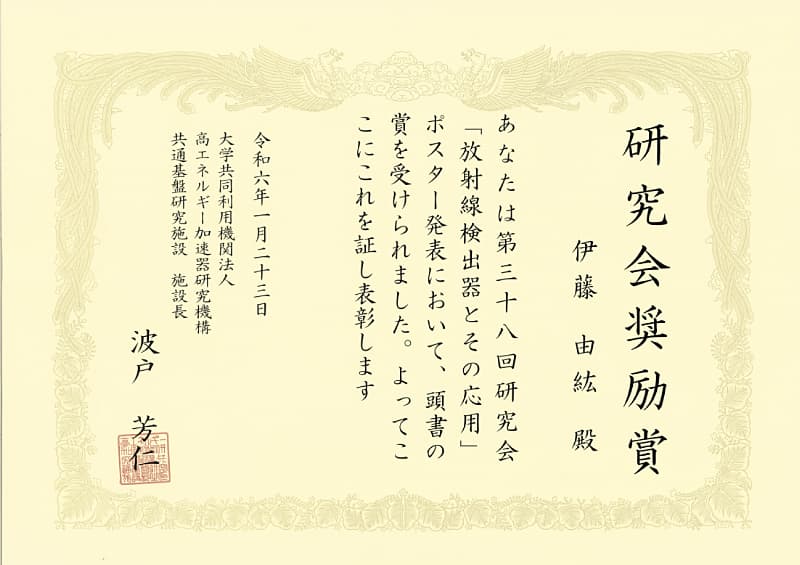 研究会奨励賞
伊藤 由紘 殿
あなたは第三十八回研究会
「放射線検出器とその応用」
ポスター発表において、頭書の
賞を受けられました。よってこ
こにこれを証し表彰します
令和六年一月二十三日
大学共同利用機関法人
高エネルギー加速器研究機構
共通基盤研究施設 施設長
波戸 芳仁